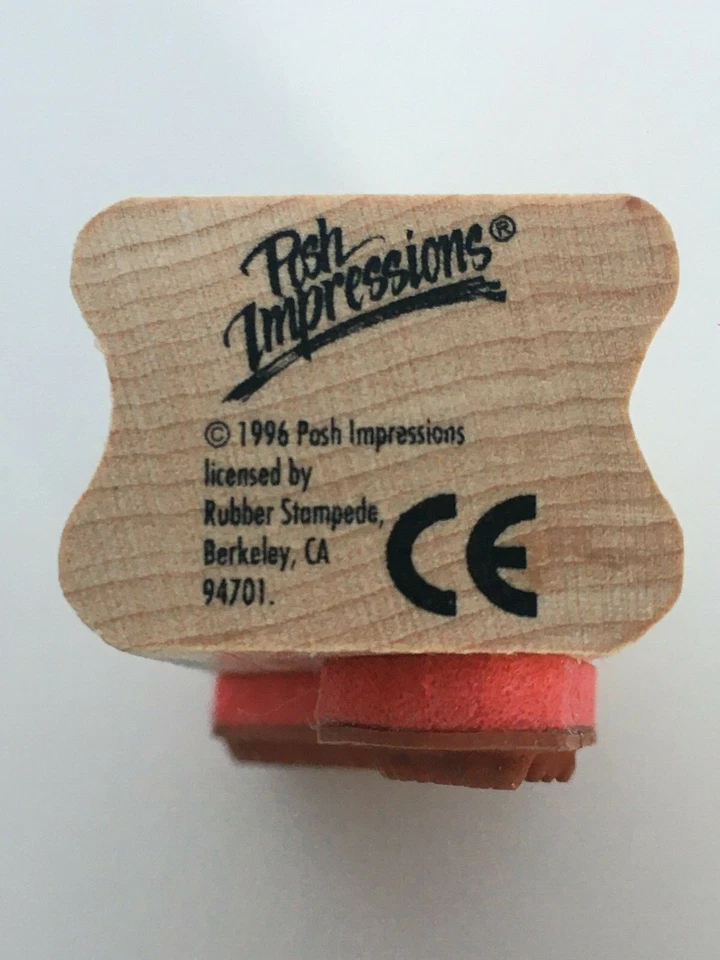 Posh
Impressions®
© 1996 Posh Impressions
licensed by
Rubber Stampede,
Berkeley, CA
94701.
CE